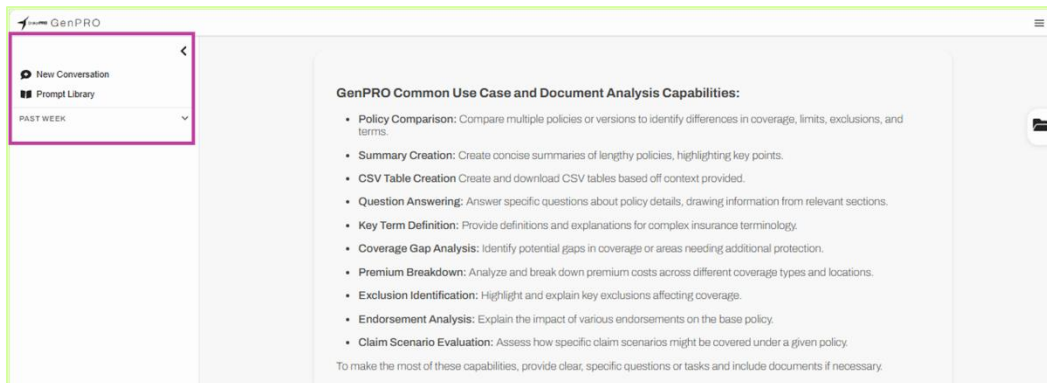 GenPRO
New Conversation
Prompt Library
PAST WEEK
GenPRO Common Use Case and Document Analysis Capabilities:
• Policy Comparison: Compare multiple policies or versions to identify differences in coverage, limits, exclusions, and
terms.
• Summary Creation: Create concise summaries of lengthy policies, highlighting key points.
• CSV Table Creation Create and download CSV tables based off context provided.
• Question Answering: Answer specific questions about policy details, drawing information from relevant sections.
• Key Term Definition: Provide definitions and explanations for complex insurance terminology.
• Coverage Gap Analysis: Identify potential gaps in coverage or areas needing additional protection.
• Premium Breakdown: Analyze and break down premium costs across different coverage types and locations.
• Exclusion Identification: Highlight and explain key exclusions affecting coverage.
• Endorsement Analysis: Explain the impact of various endorsements on the base policy.
• Claim Scenario Evaluation: Assess how specific claim scenarios might be covered under a given policy.
To make the most of these capabilities, provide clear, specific questions or tasks and include documents if necessary.